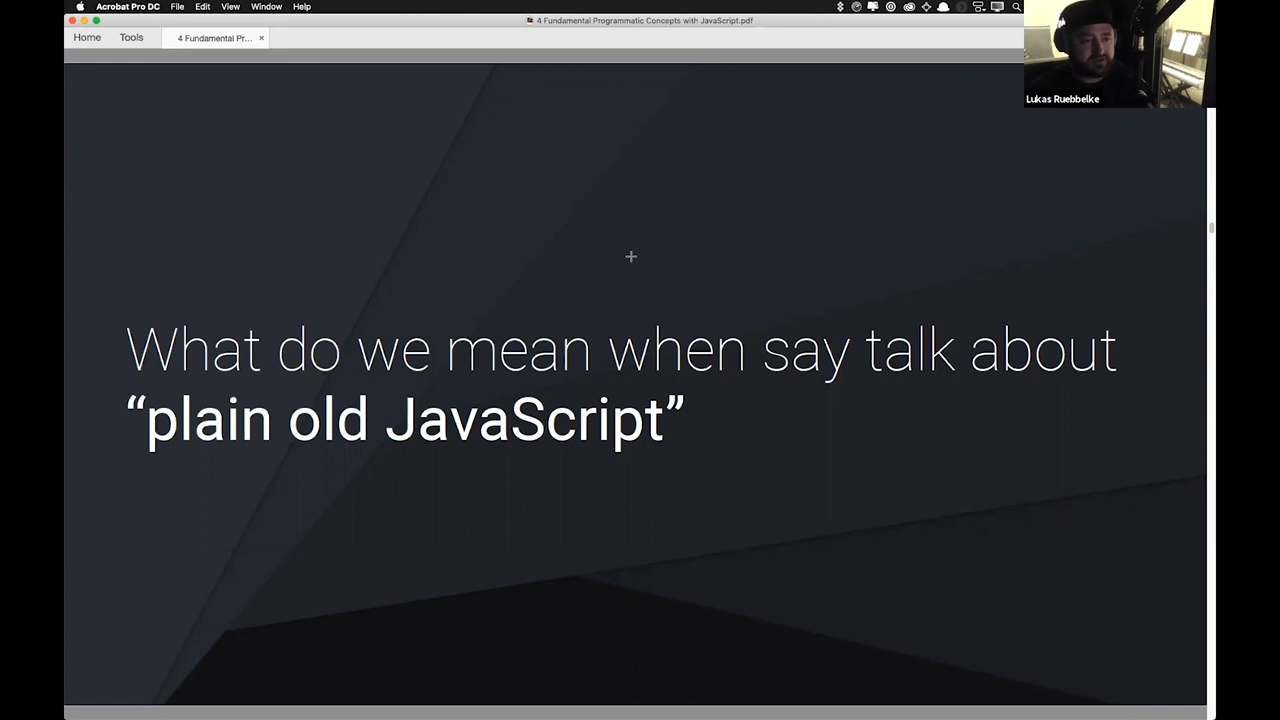 Acrobat Pro DC File Edit View Window Help
4 Fundamental Programmatic Concepts with JavaScript.pdf
Home Tools 4 Fundamental Pr... ×
Lukas Ruebbelke
What do we mean when say talk about
“plain old JavaScript”